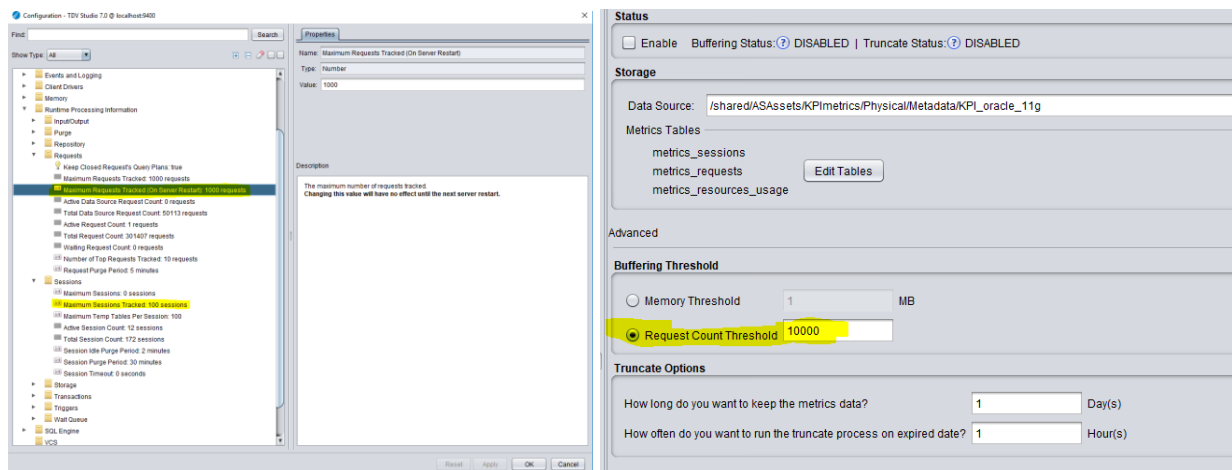 Configuration - TDV Studio 7.0 @ localhost:9400
Find:
Search
Show Type: All
Events and Logging
Client Drivers
Memory
Runtime Processing Information
Input/Output
Purge
Repository
Requests
Keep Closed Request's Query Plans: true
Maximum Requests Tracked: 1000 requests
Maximum Requests Tracked (On Server Restart): 1000 requests
Active Data Source Request Count: 0 requests
Total Data Source Request Count: 50113 requests
Active Request Count: 1 requests
Total Request Count: 301407 requests
Waiting Request Count: 0 requests
Number of Top Requests Tracked: 10 requests
Request Purge Period: 5 minutes
Sessions
Maximum Sessions: 0 sessions
Maximum Sessions Tracked: 100 sessions
Maximum Temp Tables Per Session: 100
Active Session Count: 12 sessions
Total Session Count: 172 sessions
Session Idle Purge Period: 2 minutes
Session Purge Period: 30 minutes
Session Timeout: 0 seconds
Storage
Transactions
Triggers
Wait Queue
SQL Engine
VCS
Properties
Name: Maximum Requests Tracked (On Server Restart)
Type: Number
Value: 1000
Description
The maximum number of requests tracked.
Changing this value will have no effect until the next server restart.
Reset Apply OK Cancel
Status
Enable Buffering Status: ? DISABLED | Truncate Status: ? DISABLED
Storage
Data Source: /shared/ASAssets/KPImetrics/Physical/Metadata/KPI_oracle_11g
Metrics Tables
metrics_sessions
metrics_requests
metrics_resources_usage
Edit Tables
Advanced
Buffering Threshold
Memory Threshold 1 MB
Request Count Threshold 10000
Truncate Options
How long do you want to keep the metrics data? 1 Day(s)
How often do you want to run the truncate process on expired date? 1 Hour(s)